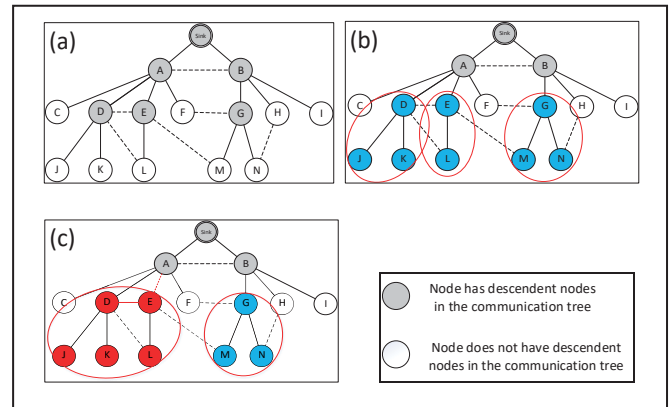 (a)
Sink
A B
C D E F G H I
J K L M N
(b)
Sink
A B
C D E F G H I
J K L M N
(c)
Sink
A B
C D E F G H I
J K L M N
Node has descendent nodes
in the communication tree
Node does not have descendent
nodes in the communication tree